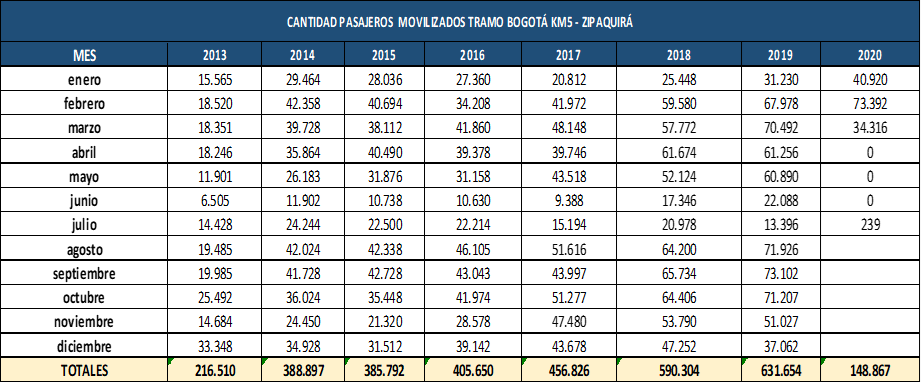 CANTIDAD PASAJEROS MOVILIZADOS TRAMO BOGOTÁ KM5 - ZIPAQUIRÁ
MES 2013 2014 2015 2016 2017 2018 2019 2020
enero 15.565 29.464 28.036 27.360 20.812 25.448 31.230 40.920
febrero 18.520 42.358 40.694 34.208 41.972 59.580 67.978 73.392
marzo 18.351 39.728 38.112 41.860 48.148 57.772 70.492 34.316
abril 18.246 35.864 40.490 39.378 39.746 61.674 61.256 0
mayo 11.901 26.183 31.876 31.158 43.518 52.124 60.890 0
junio 6.505 11.902 10.738 10.630 9.388 17.346 22.088 0
julio 14.428 24.244 22.500 22.214 15.194 20.978 13.396 239
agosto 19.485 42.024 42.338 46.105 51.616 64.200 71.926
septiembre 19.985 41.728 42.728 43.043 43.997 65.734 73.102
octubre 25.492 36.024 35.448 41.974 51.277 64.406 71.207
noviembre 14.684 24.450 21.320 28.578 47.480 53.790 51.027
diciembre 33.348 34.928 31.512 39.142 43.678 47.252 37.062
TOTALES 216.510 388.897 385.792 405.650 456.826 590.304 631.654 148.867